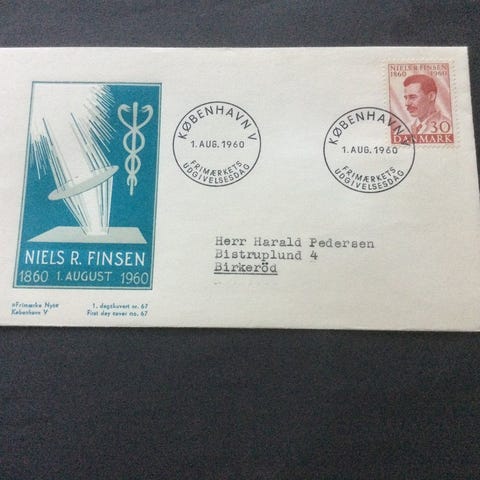 NIELS R. FINSEN
1860 1. AUGUST 1960
»Frimærke Nyt«
København V
1. dagskuvert nr. 67
First day cover no. 67
KØBENHAVN V
1. AUG. 1960
FRIMÆRKETS
UDGIVELSESDAG
KØBENHAVN V
1. AUG. 1960
FRIMÆRKETS
UDGIVELSESDAG
NIELS R. FINSEN
1860 1960
30
DANMARK
Herr Harald Pedersen
Bistruplund 4
Birkeröd